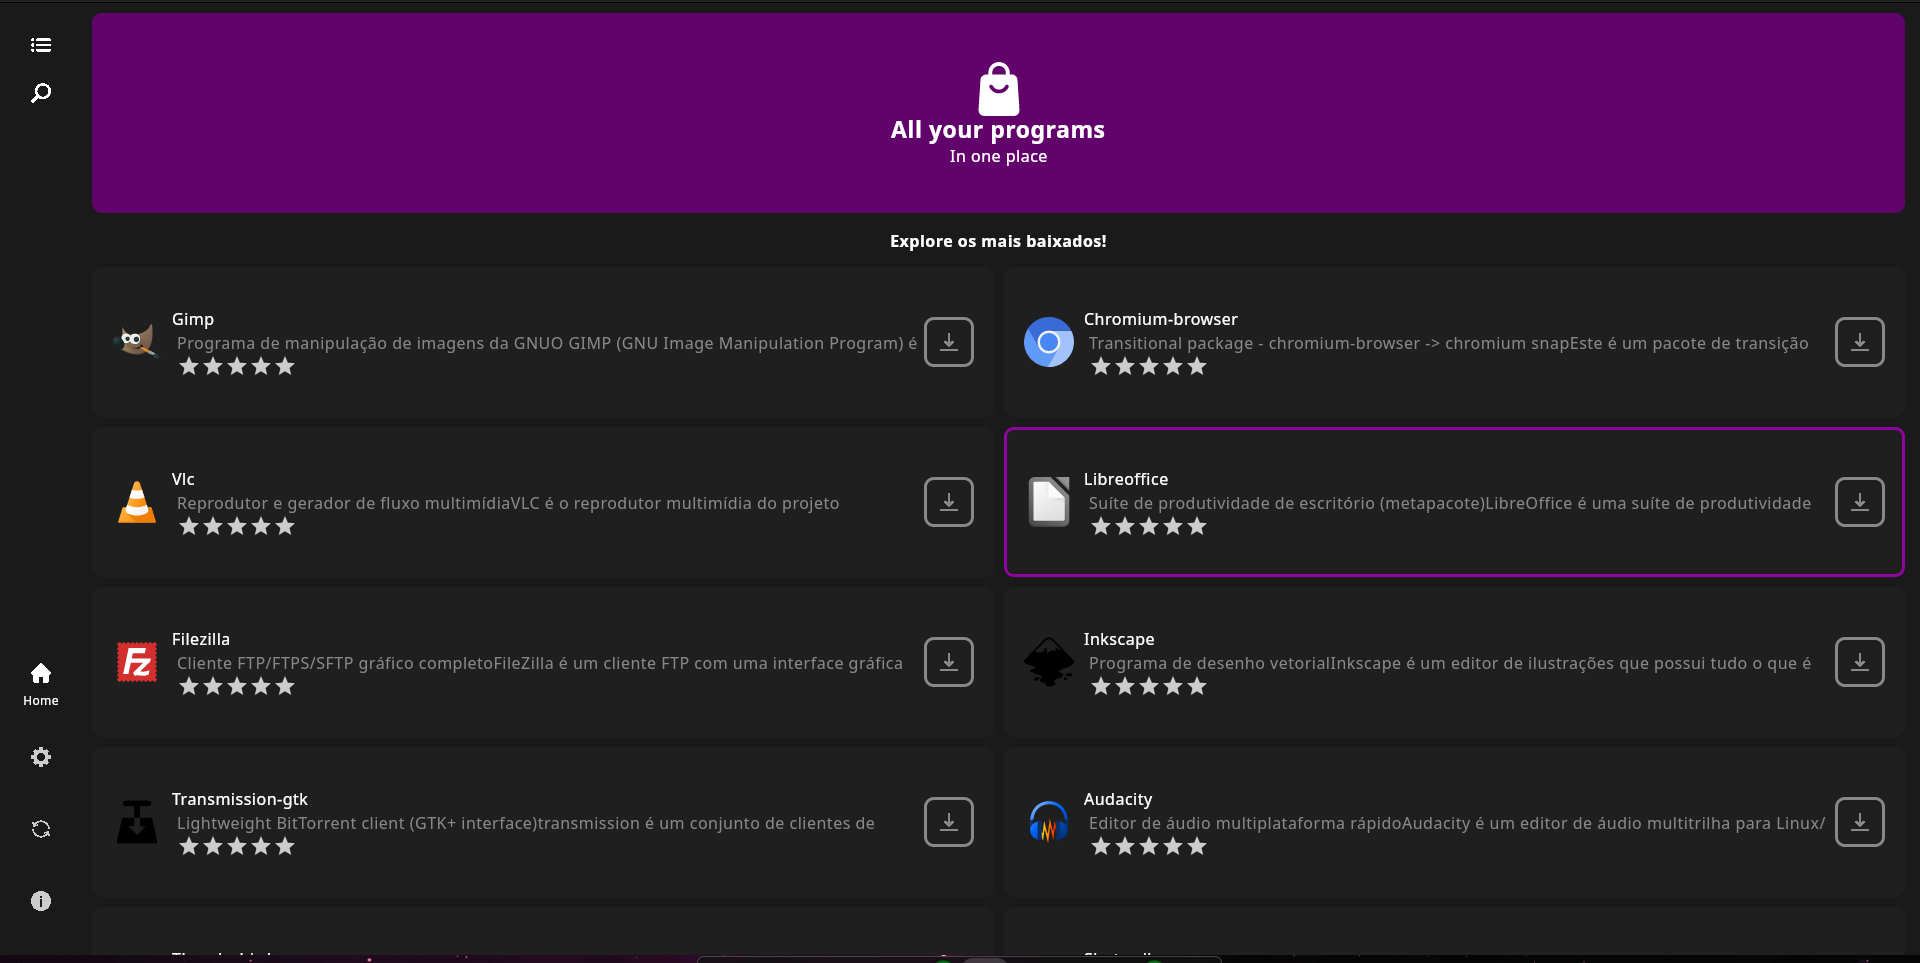 All your programs
In one place
Explore os mais baixados!
Gimp
Programa de manipulação de imagens da GNUO GIMP (GNU Image Manipulation Program) é
Chromium-browser
Transitional package - chromium-browser -> chromium snapEste é um pacote de transição
Vlc
Reprodutor e gerador de fluxo multimídiaVLC é o reprodutor multimídia do projeto
Libreoffice
Suíte de produtividade de escritório (metapacote)LibreOffice é uma suíte de produtividade
Filezilla
Cliente FTP/FTPS/SFTP gráfico completoFileZilla é um cliente FTP com uma interface gráfica
Inkscape
Programa de desenho vetorialInkscape é um editor de ilustrações que possui tudo o que é
Home
Transmission-gtk
Lightweight BitTorrent client (GTK+ interface)transmission é um conjunto de clientes de
Audacity
Editor de áudio multiplataforma rápidoAudacity é um editor de áudio multitrilha para Linux/